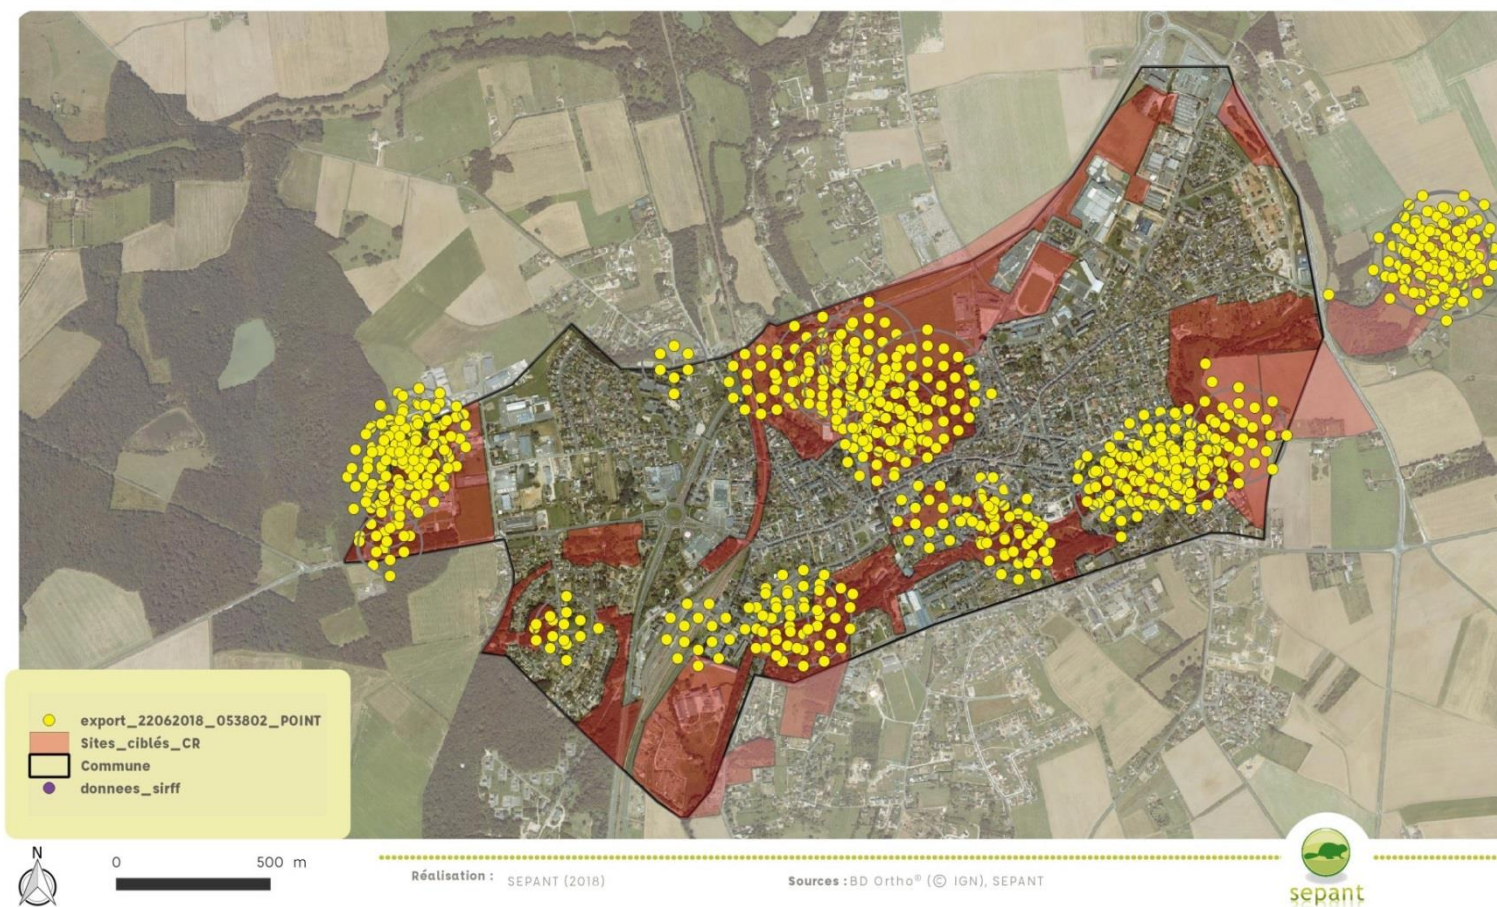 export_22062018_053802_POINT
Sites_ciblés_CR
Commune
donnees_sirff
N
0 500 m
Réalisation : SEPANT (2018)
Sources : BD Ortho® (© IGN), SEPANT
sepant